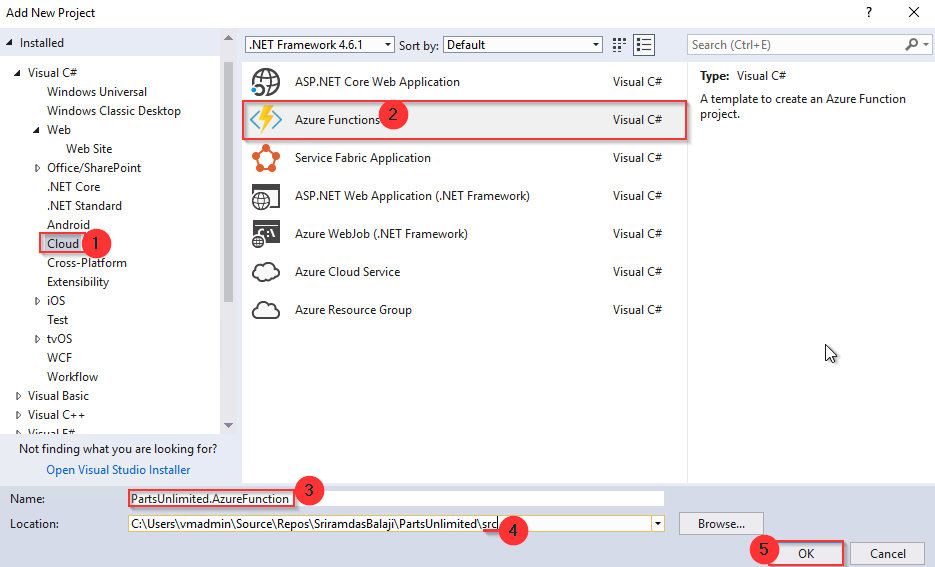 Add New Project
?
Installed
Visual C#
Windows Universal
Windows Classic Desktop
Web
Web Site
Office/SharePoint
.NET Core
.NET Standard
Android
Cloud 1
Cross-Platform
Extensibility
iOS
Test
tvOS
WCF
Workflow
Visual Basic
Visual C++
Visual F#
Not finding what you are looking for?
Open Visual Studio Installer
.NET Framework 4.6.1 Sort by: Default
ASP.NET Core Web Application Visual C#
Azure Functions 2 Visual C#
Service Fabric Application Visual C#
ASP.NET Web Application (.NET Framework) Visual C#
Azure WebJob (.NET Framework) Visual C#
Azure Cloud Service Visual C#
Azure Resource Group Visual C#
Search (Ctrl+E)
Type: Visual C#
A template to create an Azure Function
project.
Name: PartsUnlimited.AzureFunction 3
Location: C:\Users\vmadmin\Source\Repos\SriramdasBalaji\PartsUnlimited\src 4
Browse...
5 OK Cancel